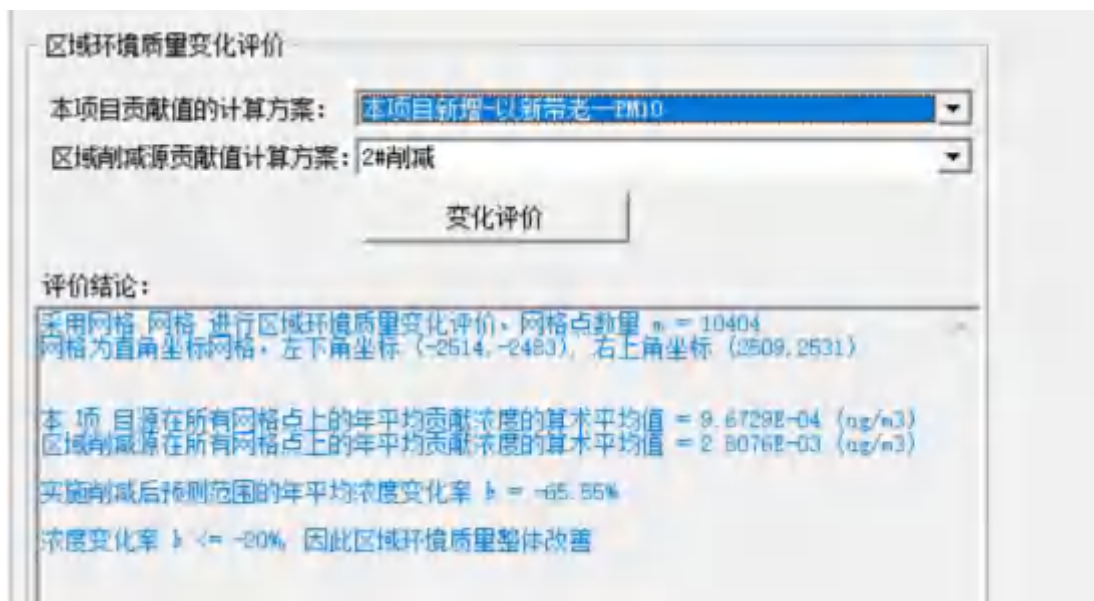 区域环境质量变化评价
本项目贡献值的计算方案： 本项目新增-以新带老--PM10
区域削减源贡献值计算方案： 2#削减
变化评价
评价结论：
采用网格 网格 进行区域环境质量变化评价，网格点数量 n = 10404
网格为直角坐标网格，左下角坐标 (-2514,-2483), 右上角坐标 (2509,2531)
本 项 目源在所有网格点上的年平均贡献浓度的算术平均值 = 9.6729E-04 (ug/m3)
区域削减源在所有网格点上的年平均贡献浓度的算术平均值 = 2.8076E-03 (ug/m3)
实施削减后预测范围的年平均浓度变化率 k = -65.55%
浓度变化率 k <= -20%, 因此区域环境质量整体改善